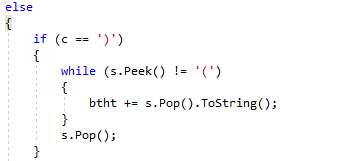 else
{
if (c == ')')
{
while (s.Peek() != '(')
{
btht += s.Pop().ToString();
}
s.Pop();
}